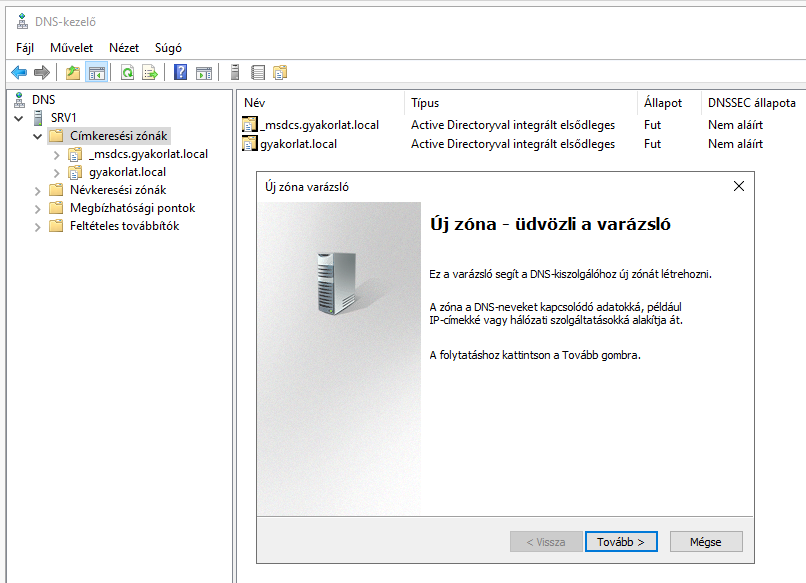 DNS-kezelő
Fájl Művelet Nézet Súgó
DNS
SRV1
Címkeresési zónák
_msdcs.gyakorlat.local
gyakorlat.local
Névkeresési zónák
Megbízhatósági pontok
Feltételes továbbítók
Név Típus Állapot DNSSEC állapota
_msdcs.gyakorlat.local Active Directoryval integrált elsődleges Fut Nem aláírt
gyakorlat.local Active Directoryval integrált elsődleges Fut Nem aláírt
Új zóna varázsló
Új zóna - üdvözli a varázsló
Ez a varázsló segít a DNS-kiszolgálóhoz új zónát létrehozni.
A zóna a DNS-neveket kapcsolódó adatokká, például
IP-címekké vagy hálózati szolgáltatásokká alakítja át.
A folytatáshoz kattintson a Tovább gombra.
< Vissza Tovább > Mégse